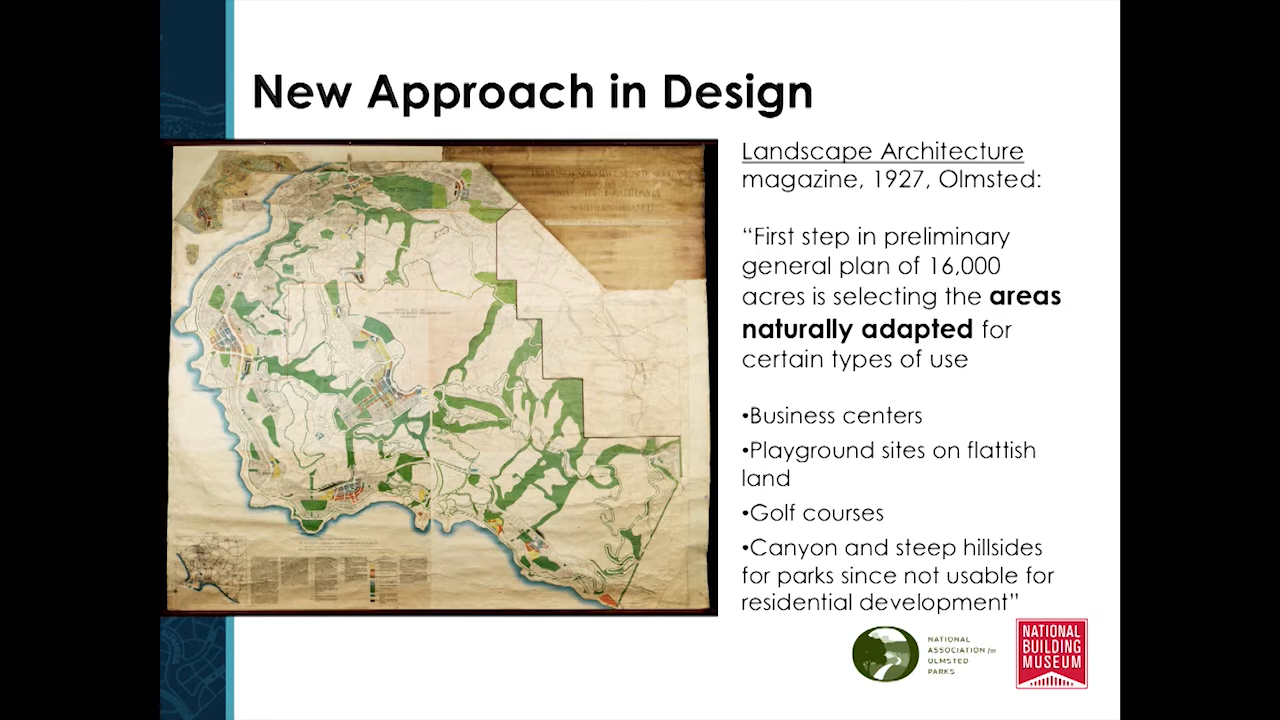 New Approach in Design
Landscape Architecture
magazine, 1927, Olmsted:
“First step in preliminary
general plan of 16,000
acres is selecting the areas
naturally adapted for
certain types of use
•Business centers
•Playground sites on flattish
land
•Golf courses
•Canyon and steep hillsides
for parks since not usable for
residential development”
NATIONAL
ASSOCIATION for
OLMSTED
PARKS
NATIONAL
BUILDING
MUSEUM